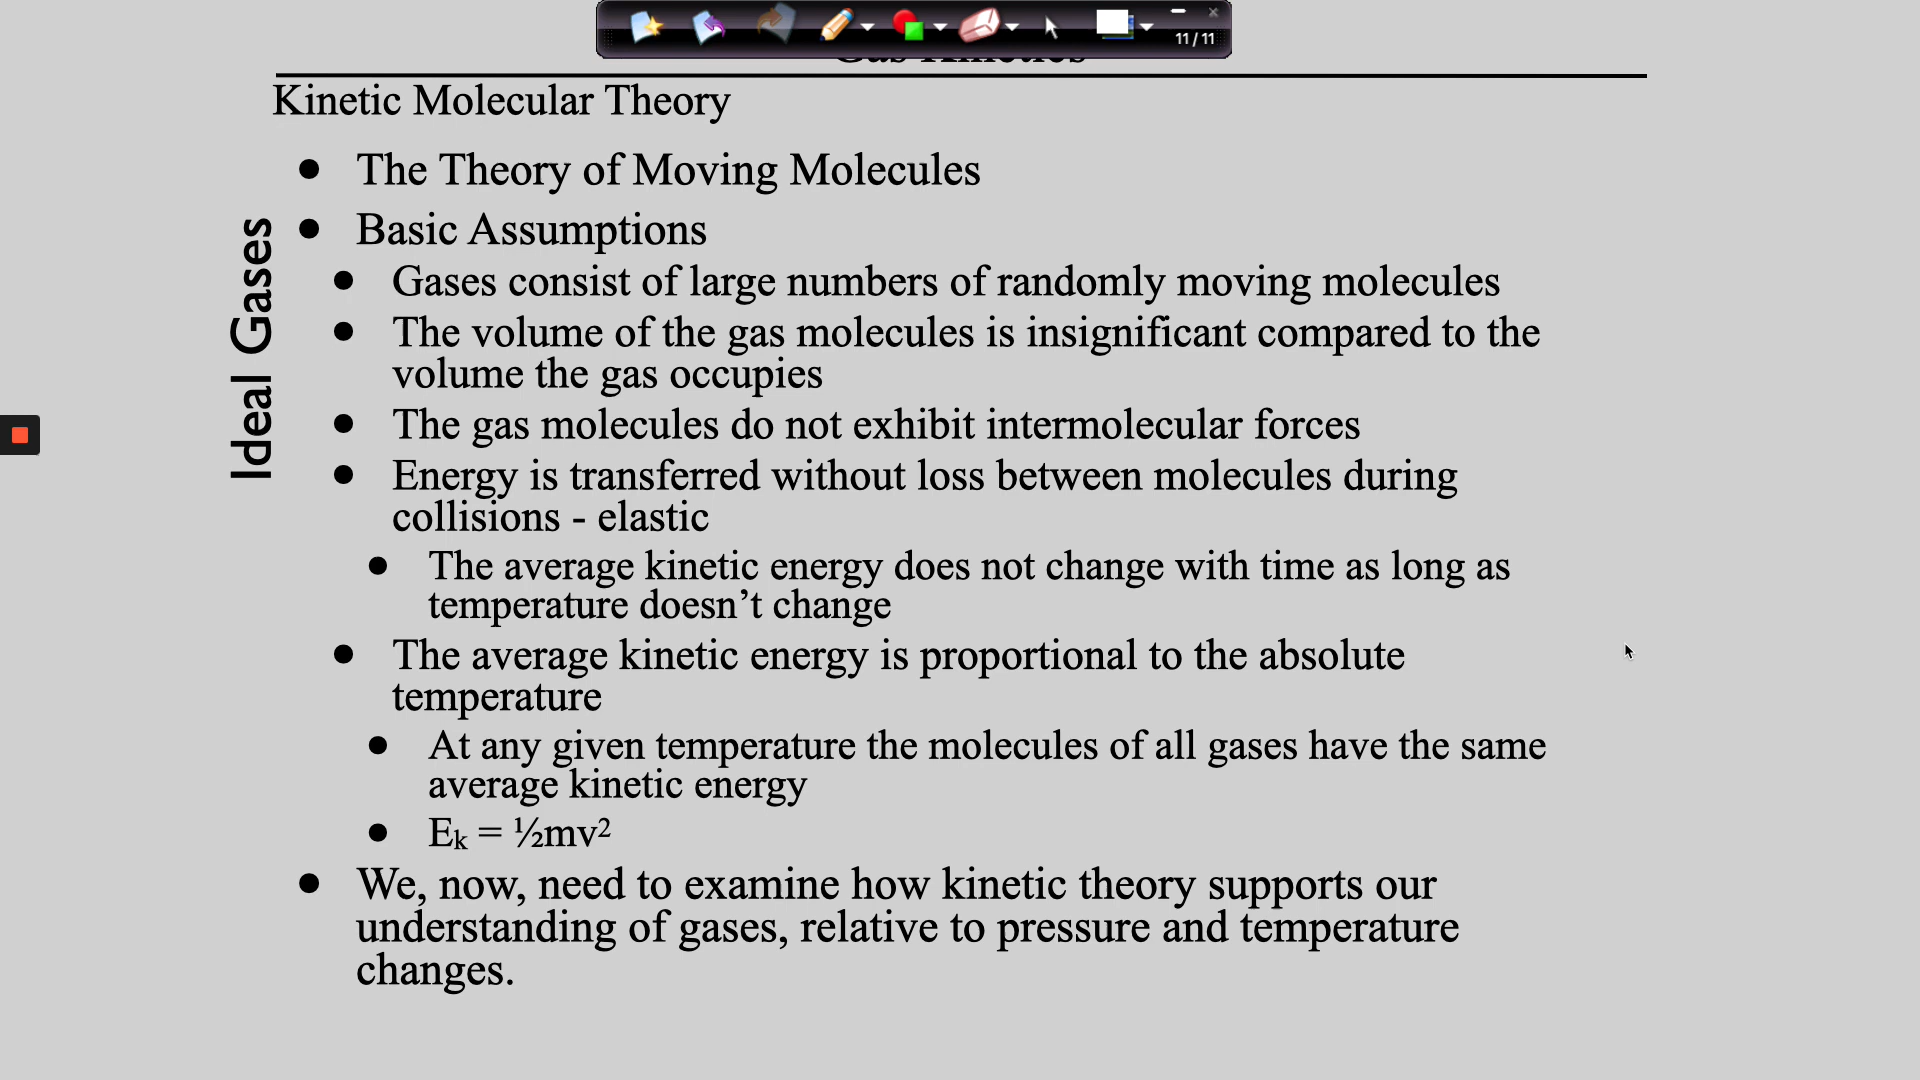 11 / 11
Gas Kinetics
Kinetic Molecular Theory
● The Theory of Moving Molecules
● Basic Assumptions
● Gases consist of large numbers of randomly moving molecules
● The volume of the gas molecules is insignificant compared to the
volume the gas occupies
● The gas molecules do not exhibit intermolecular forces
● Energy is transferred without loss between molecules during
collisions - elastic
● The average kinetic energy does not change with time as long as
temperature doesn’t change
● The average kinetic energy is proportional to the absolute
temperature
● At any given temperature the molecules of all gases have the same
average kinetic energy
● Eₖ = ½mv²
● We, now, need to examine how kinetic theory supports our
understanding of gases, relative to pressure and temperature
changes.
Ideal Gases